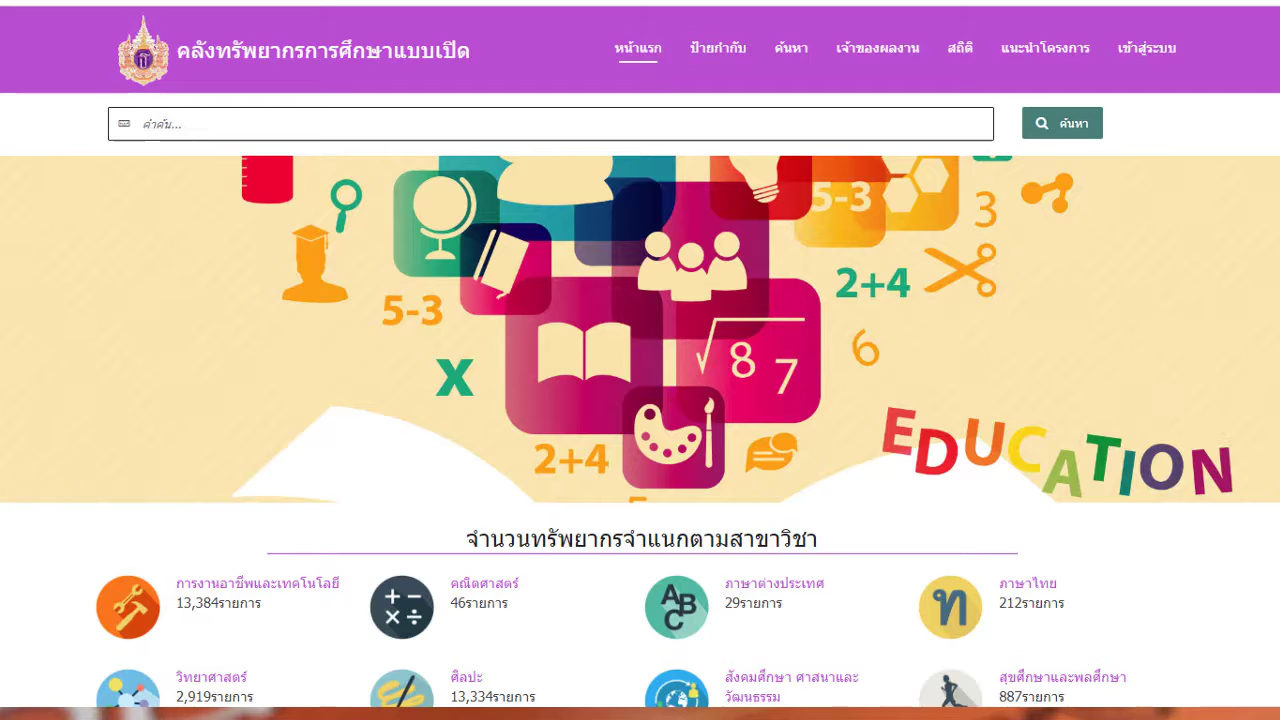 คลังทรัพยากรการศึกษาแบบเปิด
หน้าแรก ป้ายกำกับ ค้นหา เจ้าของผลงาน สถิติ แนะนำโครงการ เข้าสู่ระบบ
คำค้น...
ค้นหา
5-3
3
2+4
5-3
6
8
7
X
2+4
EDUCATION
จำนวนทรัพยากรจำแนกตามสาขาวิชา
การงานอาชีพและเทคโนโลยี
13,384รายการ
คณิตศาสตร์
46รายการ
ABC
ภาษาต่างประเทศ
29รายการ
ท
ภาษาไทย
212รายการ
วิทยาศาสตร์
2,919รายการ
ศิลปะ
13,334รายการ
สังคมศึกษา ศาสนาและ
วัฒนธรรม
สุขศึกษาและพลศึกษา
887รายการ